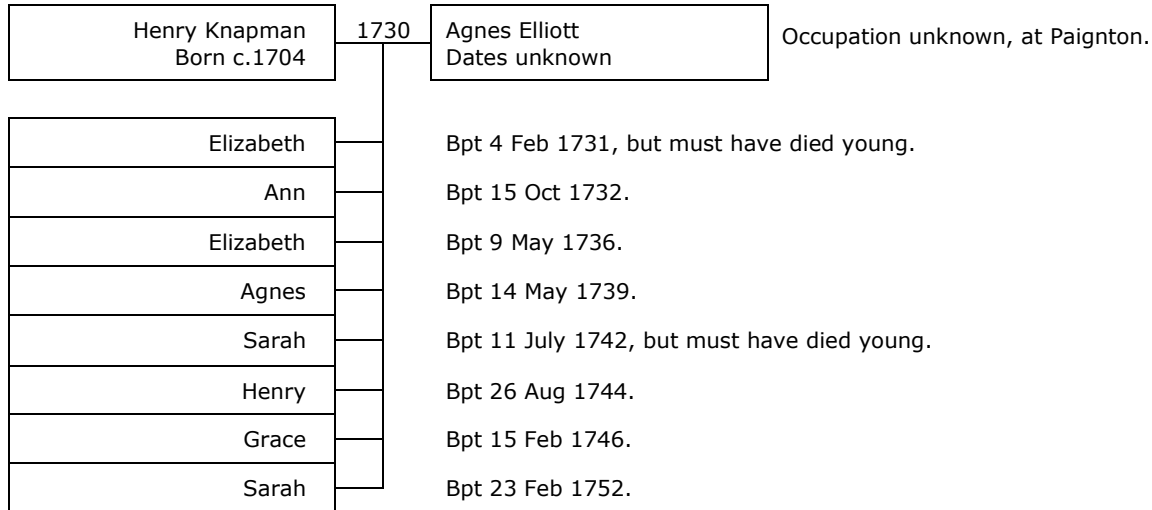 Henry Knapman
Born c.1704
1730
Agnes Elliott
Dates unknown
Occupation unknown, at Paignton.
Elizabeth Bpt 4 Feb 1731, but must have died young.
Ann Bpt 15 Oct 1732.
Elizabeth Bpt 9 May 1736.
Agnes Bpt 14 May 1739.
Sarah Bpt 11 July 1742, but must have died young.
Henry Bpt 26 Aug 1744.
Grace Bpt 15 Feb 1746.
Sarah Bpt 23 Feb 1752.